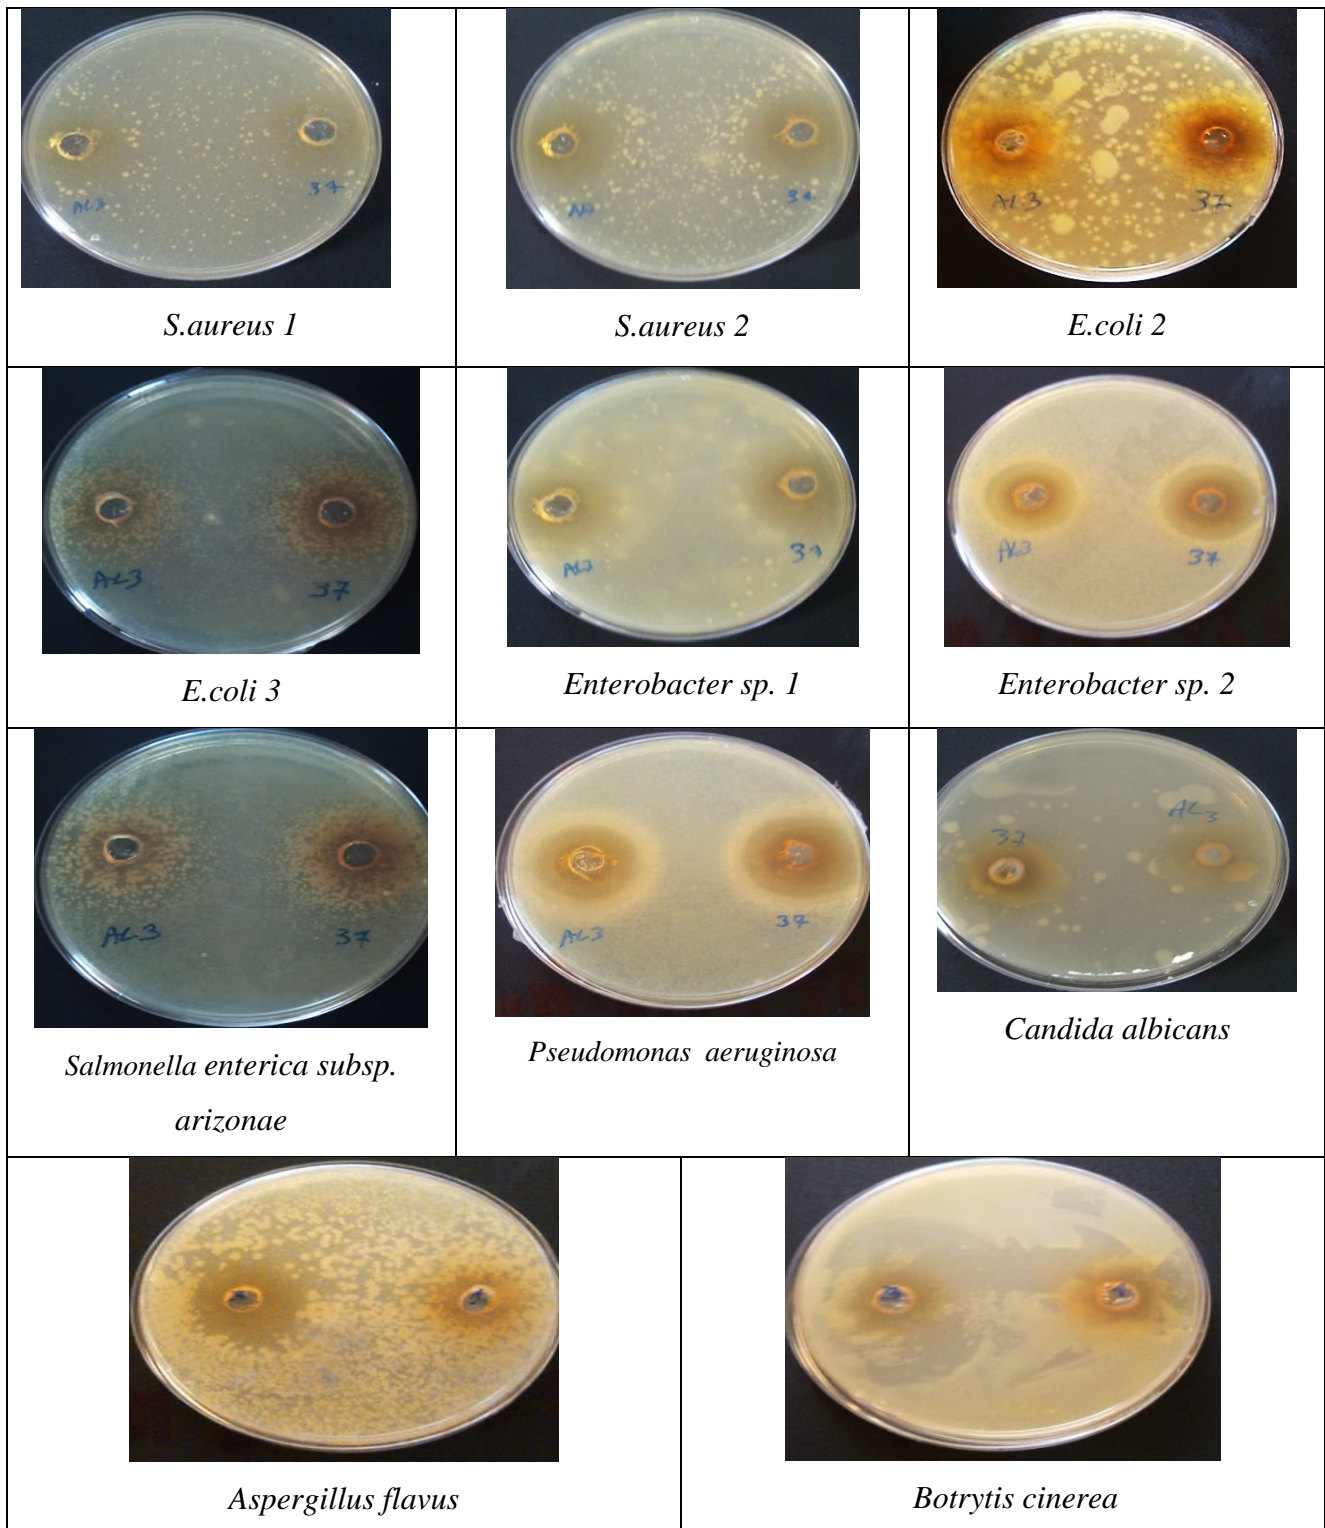 AL3 37
37
S.aureus 1 S.aureus 2 E.coli 2
AL3 37
AL3 37
E.coli 3 Enterobacter sp. 1 Enterobacter sp. 2
AL3 37
AL3 37
37 AL3
Salmonella enterica subsp.
arizonae
Pseudomonas aeruginosa
Candida albicans
Aspergillus flavus Botrytis cinerea